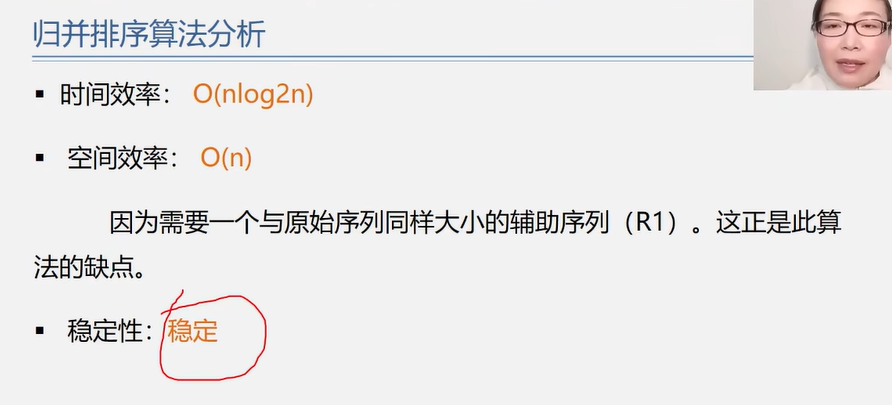 归并排序算法分析
▪ 时间效率： O(nlog2n)
▪ 空间效率： O(n)
因为需要一个与原始序列同样大小的辅助序列（R1）。这正是此算
法的缺点。
▪ 稳定性：稳定